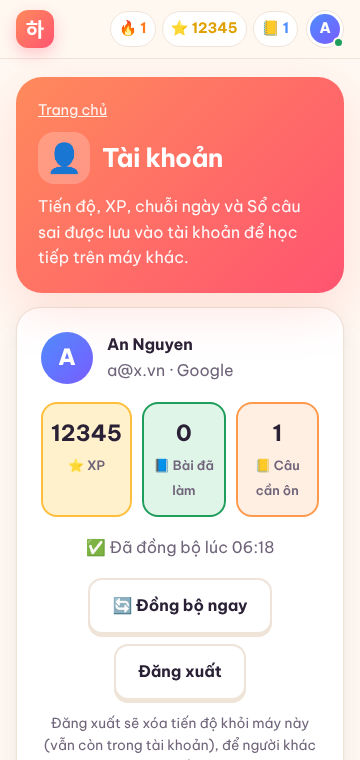 하
🔥 1
⭐ 12345
📒 1
A
Trang chủ
Tài khoản
Tiến độ, XP, chuỗi ngày và Sổ câu
sai được lưu vào tài khoản để học
tiếp trên máy khác.
A
An Nguyen
a@x.vn · Google
12345
⭐ XP
0
📘 Bài đã
làm
1
📒 Câu
cần ôn
✅ Đã đồng bộ lúc 06:18
🔄 Đồng bộ ngay
Đăng xuất
Đăng xuất sẽ xóa tiến độ khỏi máy này
(vẫn còn trong tài khoản), để người khác